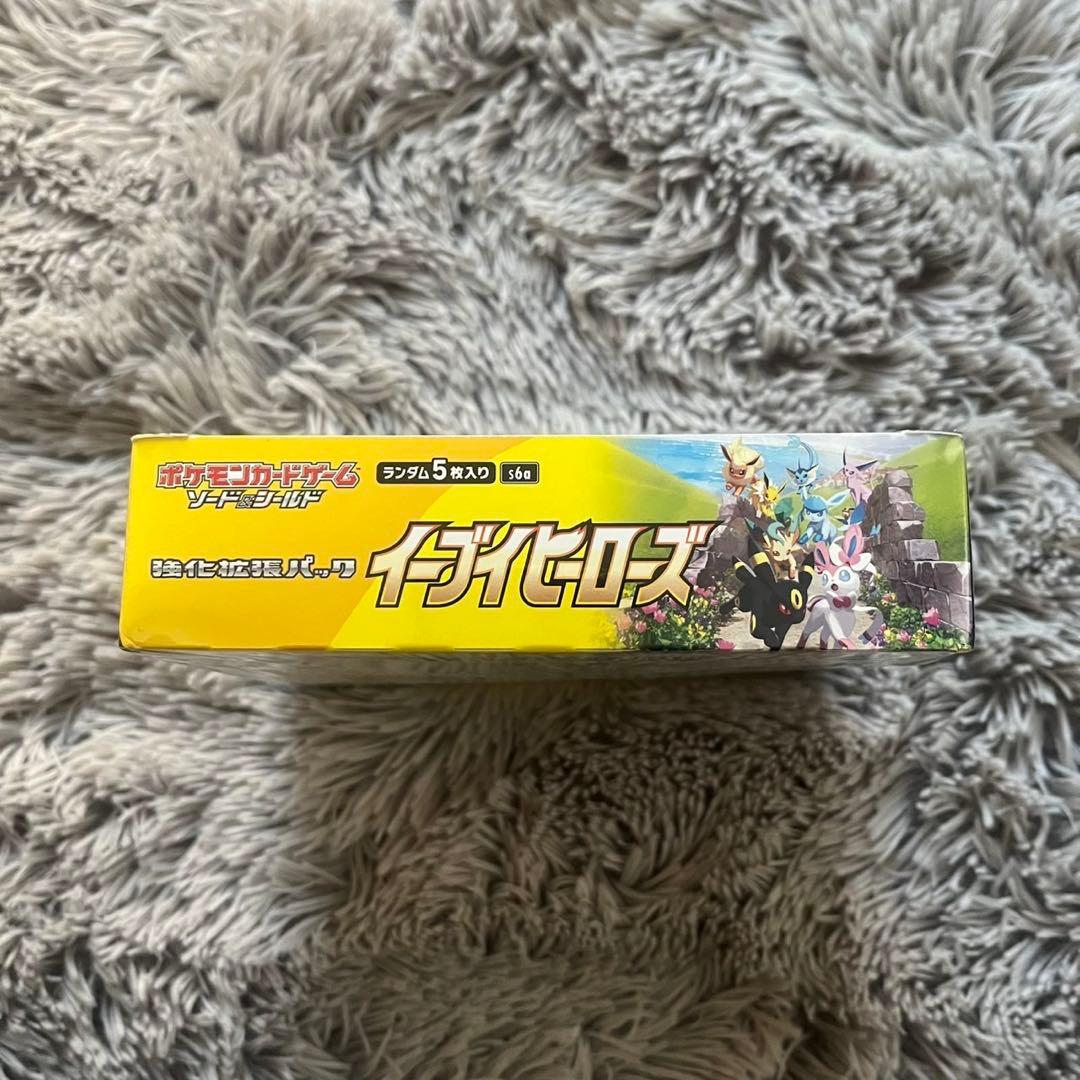 ポケモンカードゲーム
ソード&シールド
ランダム5枚入り s6a
強化拡張パック イーブイヒーローズ